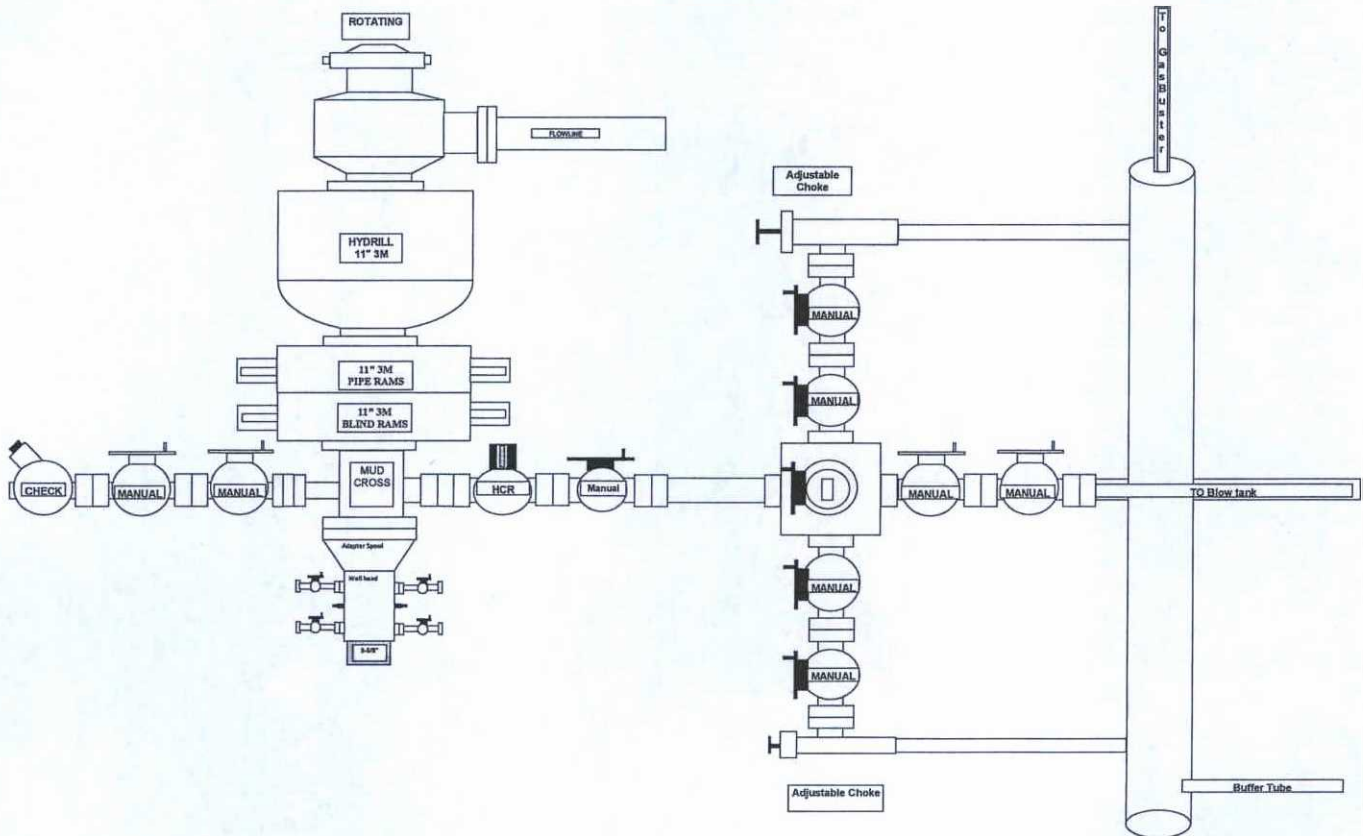 ROTATING
FLOWLINE
To GasBuster
Adjustable
Choke
HYDRILL
11" 3M
MANUAL
11" 3M
PIPE RAMS
MANUAL
11" 3M
BLIND RAMS
CHECK
MANUAL
MANUAL
MUD
CROSS
HCR
Manual
MANUAL
MANUAL
TO Blow tank
Adapter Spool
Well head
MANUAL
MANUAL
Buffer Tube
Adjustable Choke